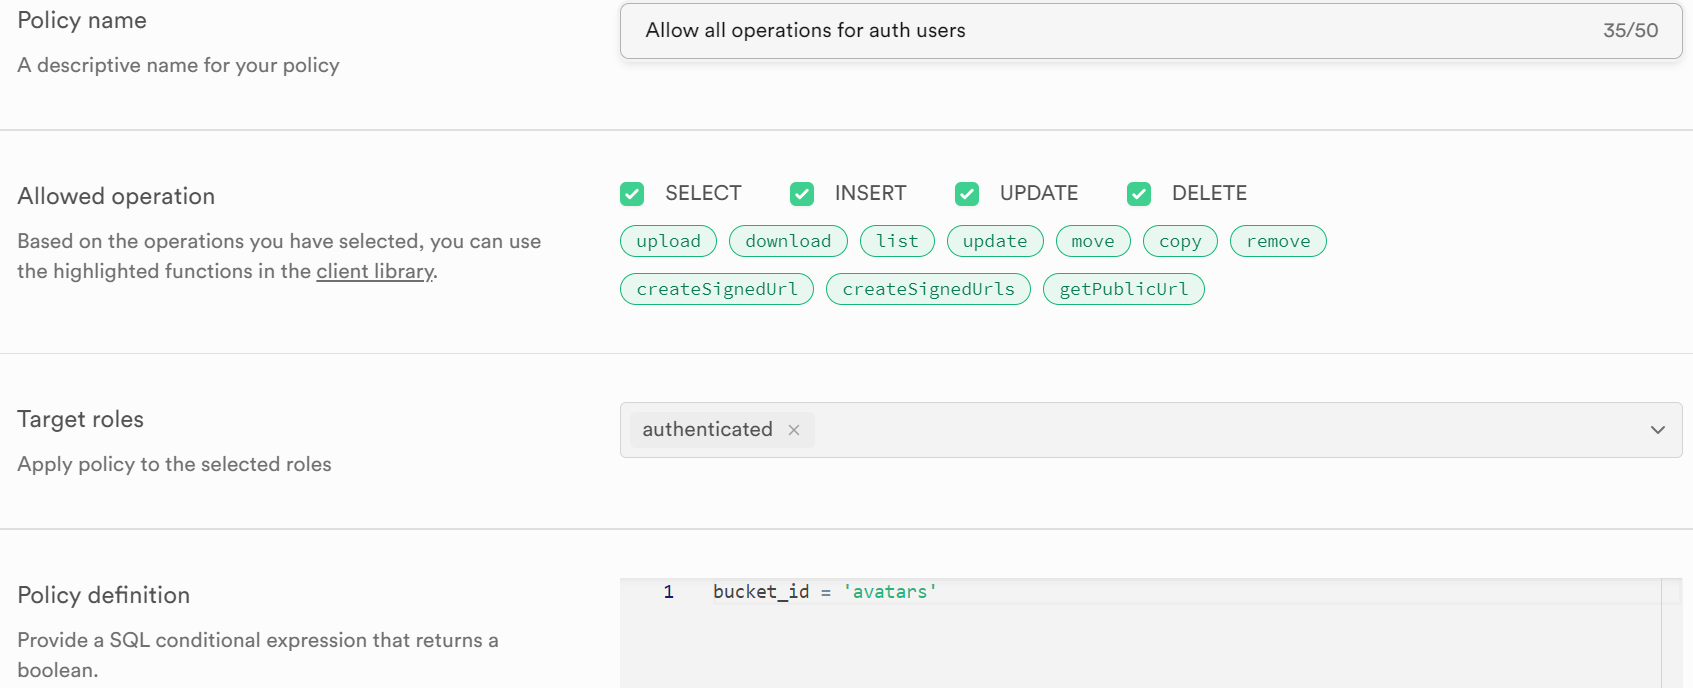 Policy name
A descriptive name for your policy
Allow all operations for auth users 35/50
Allowed operation
Based on the operations you have selected, you can use
the highlighted functions in the client library.
SELECT INSERT UPDATE DELETE
upload download list update move copy remove
createSignedUrl createSignedUrls getPublicUrl
Target roles
Apply policy to the selected roles
authenticated ×
Policy definition
Provide a SQL conditional expression that returns a
boolean.
1 bucket_id = 'avatars'